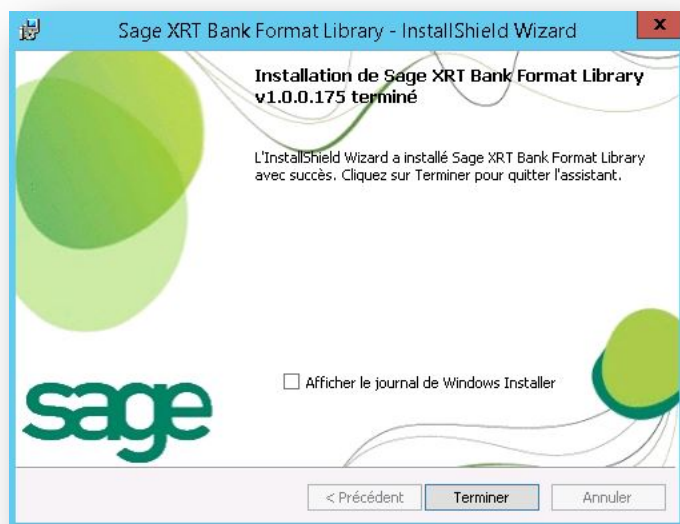 Sage XRT Bank Format Library - InstallShield Wizard
x
Installation de Sage XRT Bank Format Library
v1.0.0.175 terminé
L'InstallShield Wizard a installé Sage XRT Bank Format Library
avec succès. Cliquez sur Terminer pour quitter l'assistant.
Afficher le journal de Windows Installer
sage
< Précédent
Terminer
Annuler